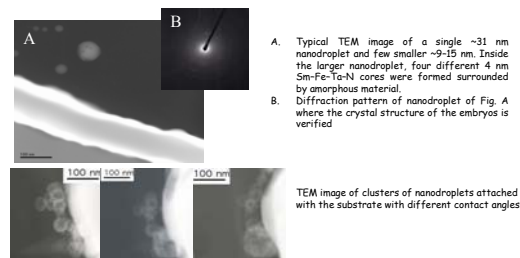 A
B
A. Typical TEM image of a single ~31 nm
nanodroplet and few smaller ~9-15 nm. Inside
the larger nanodroplet, four different 4 nm
Sm-Fe-Ta-N cores were formed surrounded
by amorphous material.
B. Diffraction pattern of nanodroplet of Fig. A
where the crystal structure of the embryos is
verified
100 nm
100 nm
100 nm
TEM image of clusters of nanodroplets attached
with the substrate with different contact angles